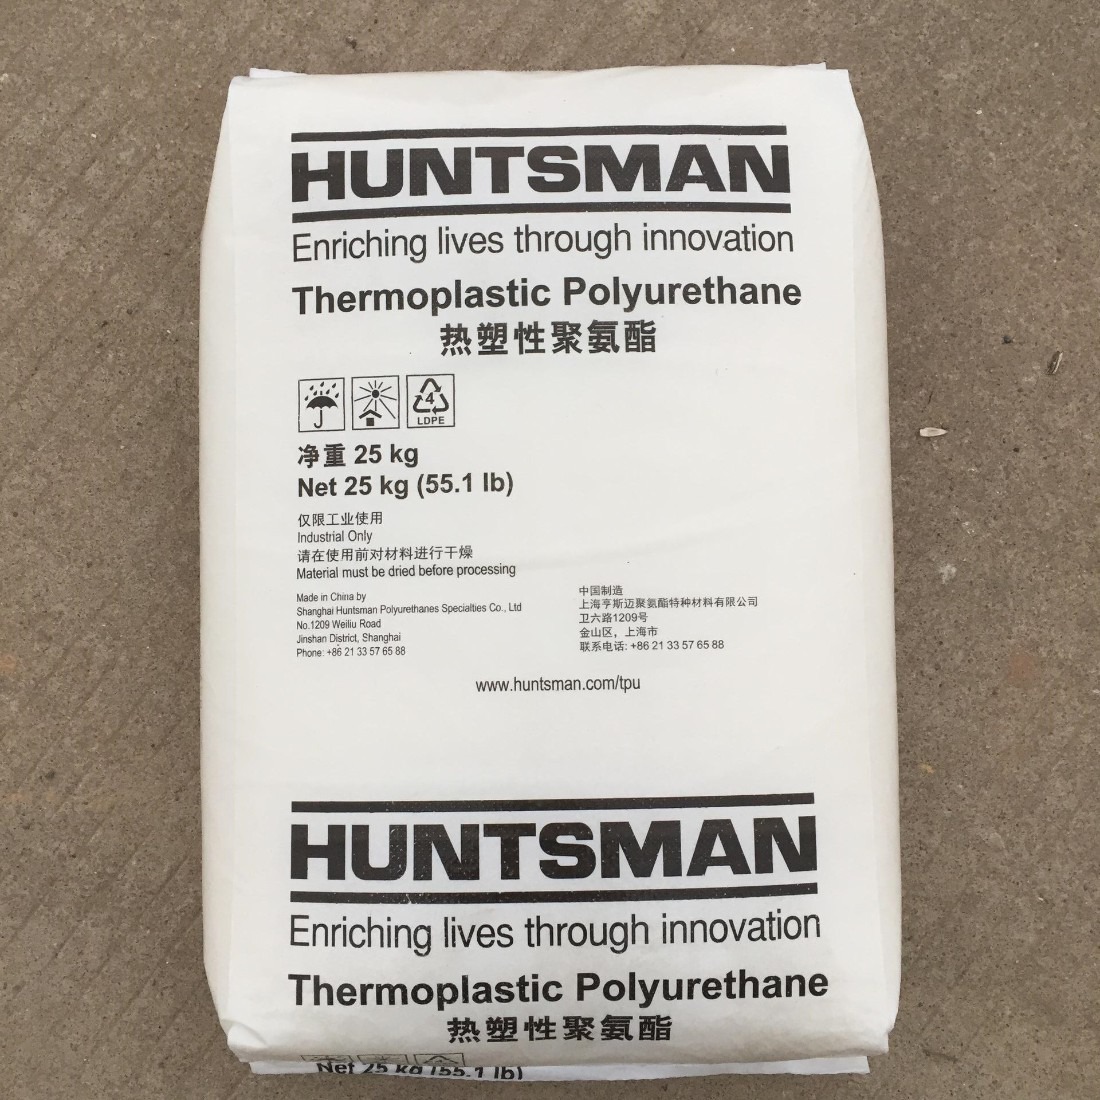 HUNTSMAN
Enriching lives through innovation
Thermoplastic Polyurethane
热塑性聚氨酯
4
LDPE
净重 25 kg
Net 25 kg (55.1 lb)
仅限工业使用
Industrial Only
请在使用前对材料进行干燥
Material must be dried before processing
Made in China by
Shanghai Huntsman Polyurethanes Specialties Co., Ltd
No.1209 Weiliu Road
Jinshan District, Shanghai
Phone: +86 21 33 57 65 88
中国制造
上海亨斯迈聚氨酯特种材料有限公司
卫六路1209号
金山区，上海市
联系电话: +86 21 33 57 65 88
www.huntsman.com/tpu
HUNTSMAN
Enriching lives through innovation
Thermoplastic Polyurethane
热塑性聚氨酯
Net 25 kg (55.1 lb)